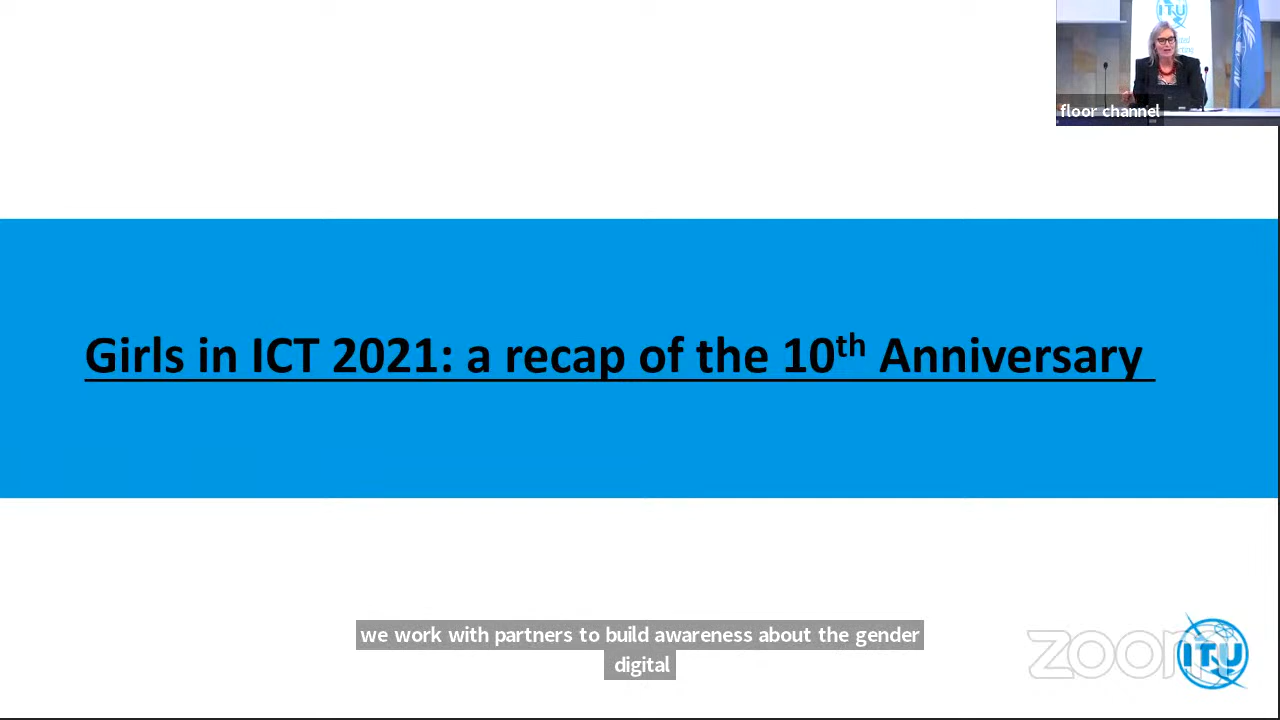 ITU
floor channel
Girls in ICT 2021: a recap of the 10th Anniversary
we work with partners to build awareness about the gender
digital
zoom
ITU